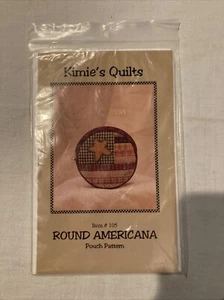 Kimie's Quilts
Item # 105
ROUND AMERICANA
Pouch Pattern